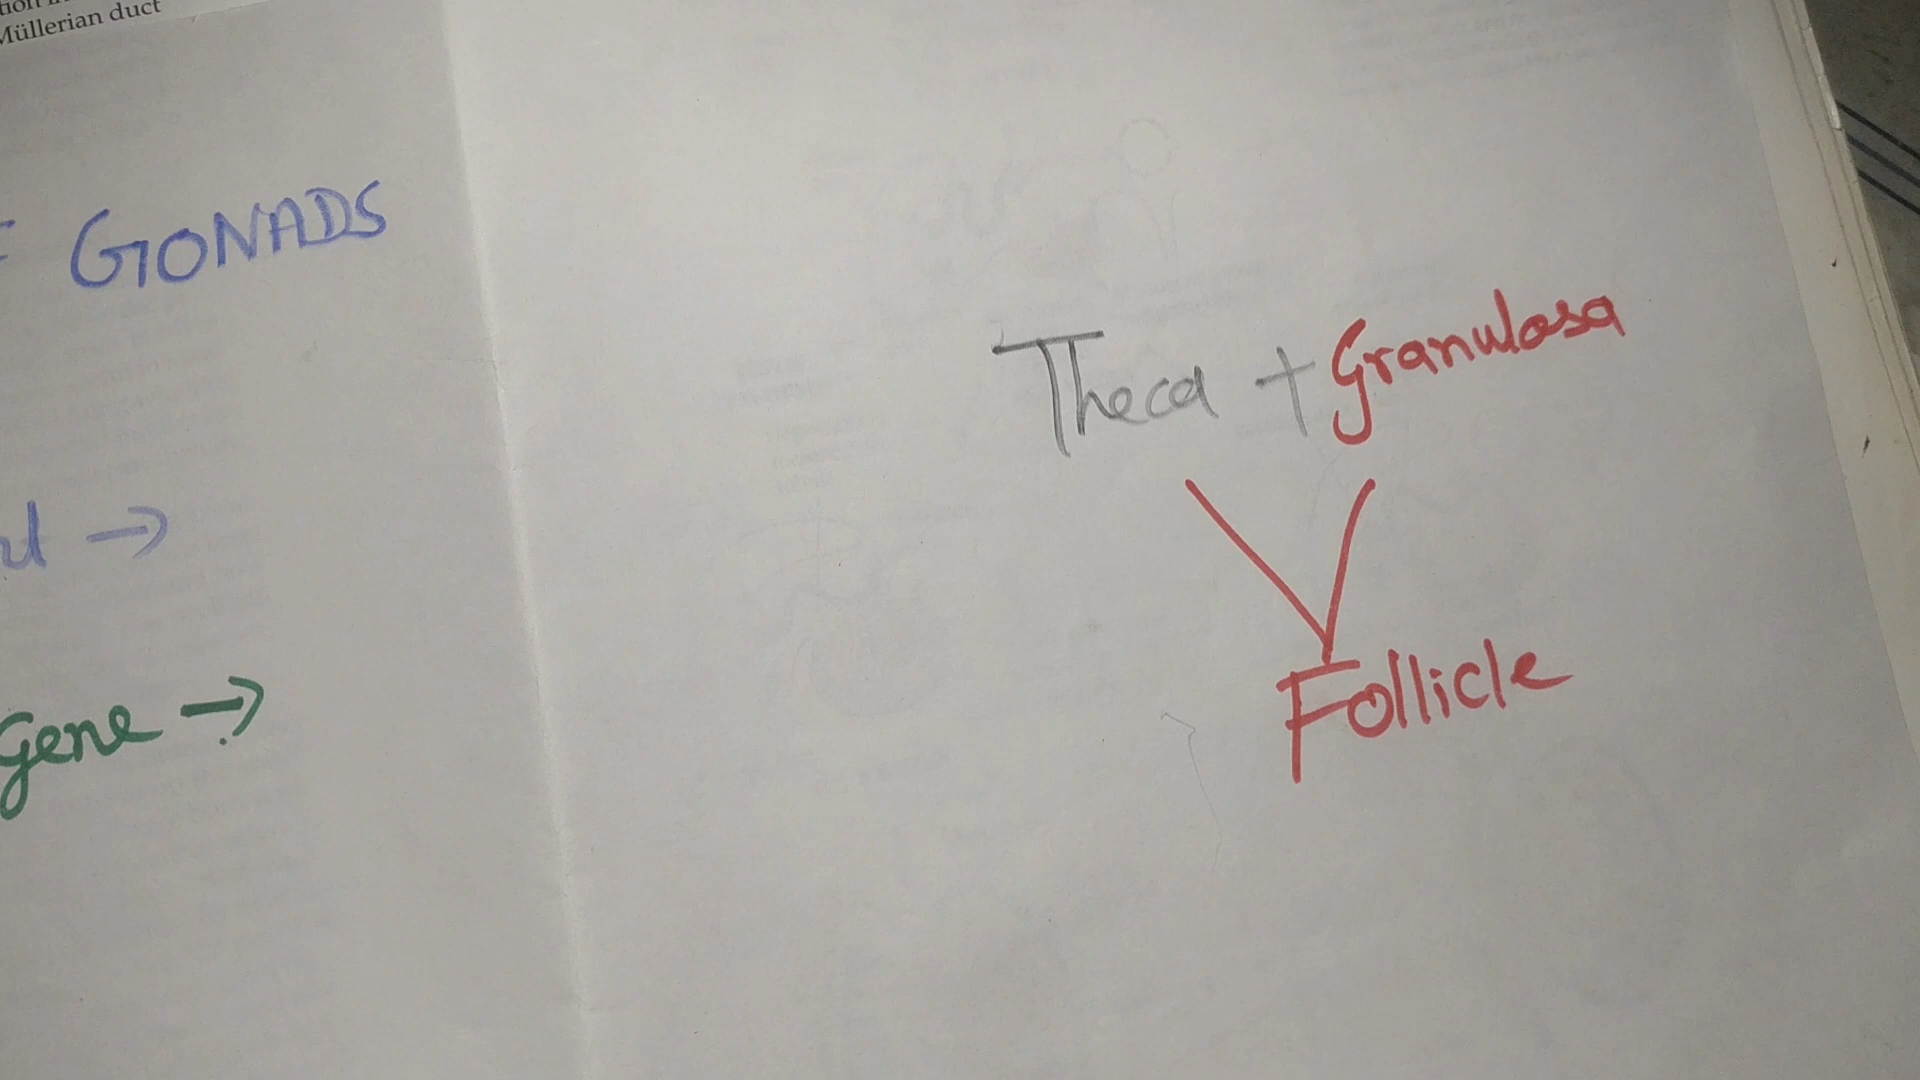 Müllerian duct
GONADS
→
Gene →
Theca + Granulosa
Follicle